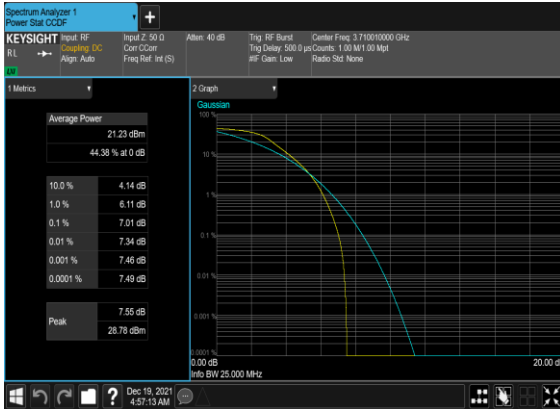 Spectrum Analyzer 1
Power Stat CCDF
+
KEYSIGHT Input: RF Input Z: 50 Ω Atten: 40 dB Trig: RF Burst Center Freq: 3.710010000 GHz
RL Coupling: DC Corr CCorr Trig Delay: 500.0 µs Counts: 1.00 M/1.00 Mpt
Align: Auto Freq Ref: Int (S) #IF Gain: Low Radio Std: None
1 Metrics
Average Power
21.23 dBm
44.38 % at 0 dB
10.0 % 4.14 dB
1.0 % 6.11 dB
0.1 % 7.01 dB
0.01 % 7.34 dB
0.001 % 7.46 dB
0.0001 % 7.49 dB
Peak 7.55 dB
28.78 dBm
2 Graph
Gaussian
100 %
10 %
1 %
0.1 %
0.01 %
0.001 %
0.0001 %
0.00 dB 20.00 d
Info BW 25.000 MHz
? Dec 19, 2021
4:57:13 AM